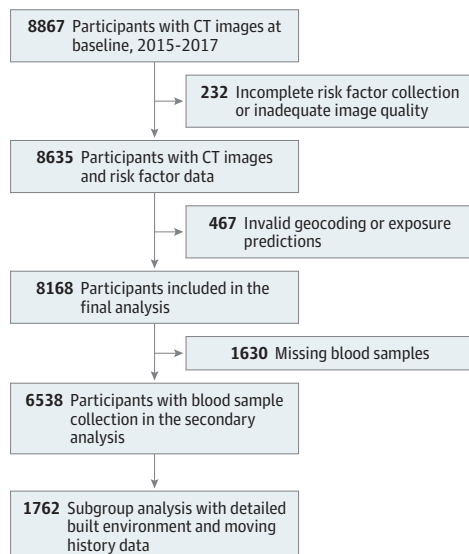 8867 Participants with CT images at
baseline, 2015-2017
232 Incomplete risk factor collection
or inadequate image quality
8635 Participants with CT images
and risk factor data
467 Invalid geocoding or exposure
predictions
8168 Participants included in the
final analysis
1630 Missing blood samples
6538 Participants with blood sample
collection in the secondary
analysis
1762 Subgroup analysis with detailed
built environment and moving
history data